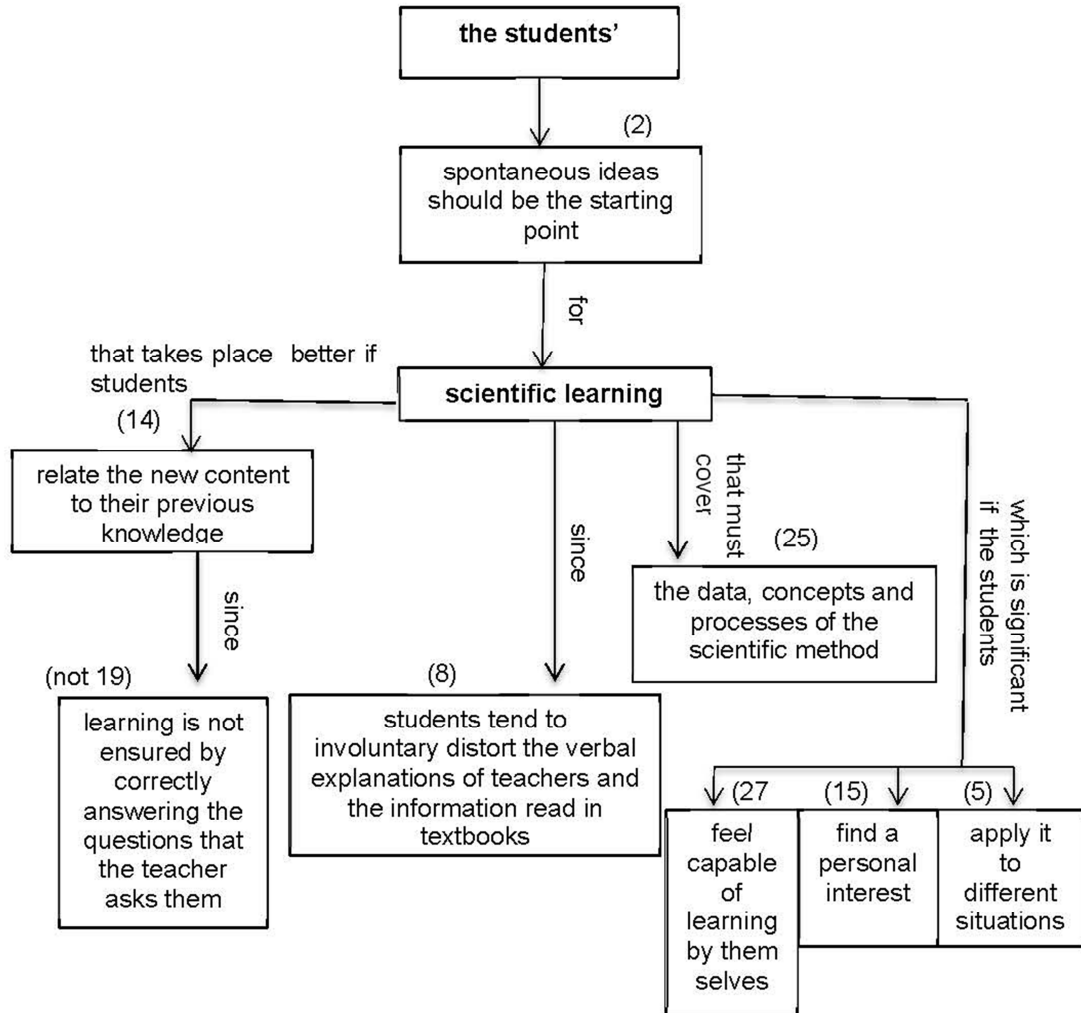 the students’
(2)
spontaneous ideas
should be the starting
point
for
that takes place better if
students
scientific learning
(14)
relate the new content
to their previous
knowledge
since
since
that must
cover
(25)
the data, concepts and
processes of the
scientific method
which is significant
if the students
(not 19)
learning is not
ensured by
correctly
answering the
questions that
the teacher
asks them
(8)
students tend to
involuntary distort the verbal
explanations of teachers and
the information read in
textbooks
(27
feel
capable
of
learning
by them
selves
(15)
find a
personal
interest
(5)
apply it
to
different
situations